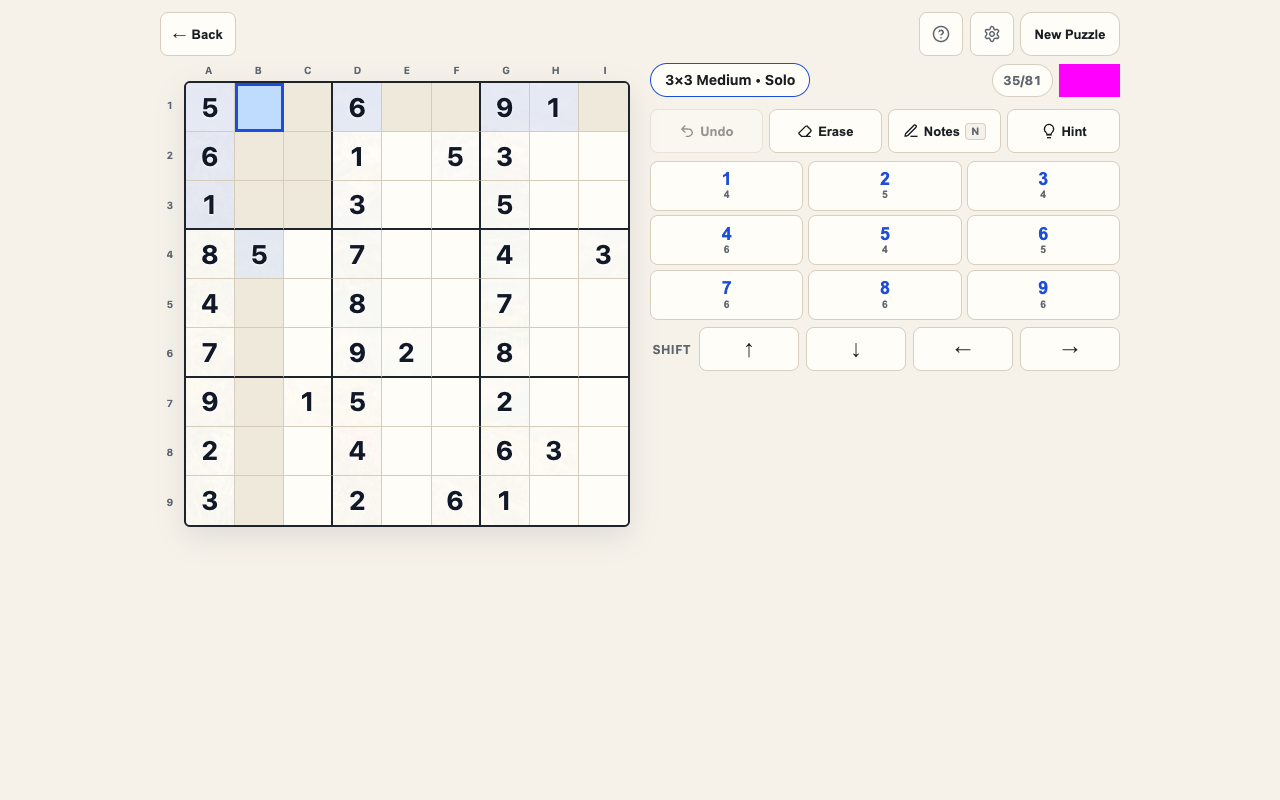 ← Back
New Puzzle
A B C D E F G H I
3×3 Medium • Solo
35/81
1 5 6 9 1
2 6 1 5 3
3 1 3 5
4 8 5 7 4 3
5 4 8 7
6 7 9 2 8
7 9 1 5 2
8 2 4 6 3
9 3 2 6 1
Undo
Erase
Notes N
Hint
1 2 3
4 5 4
4 5 6
6 4 5
7 8 9
6 6 6
SHIFT ↑ ↓ ← →